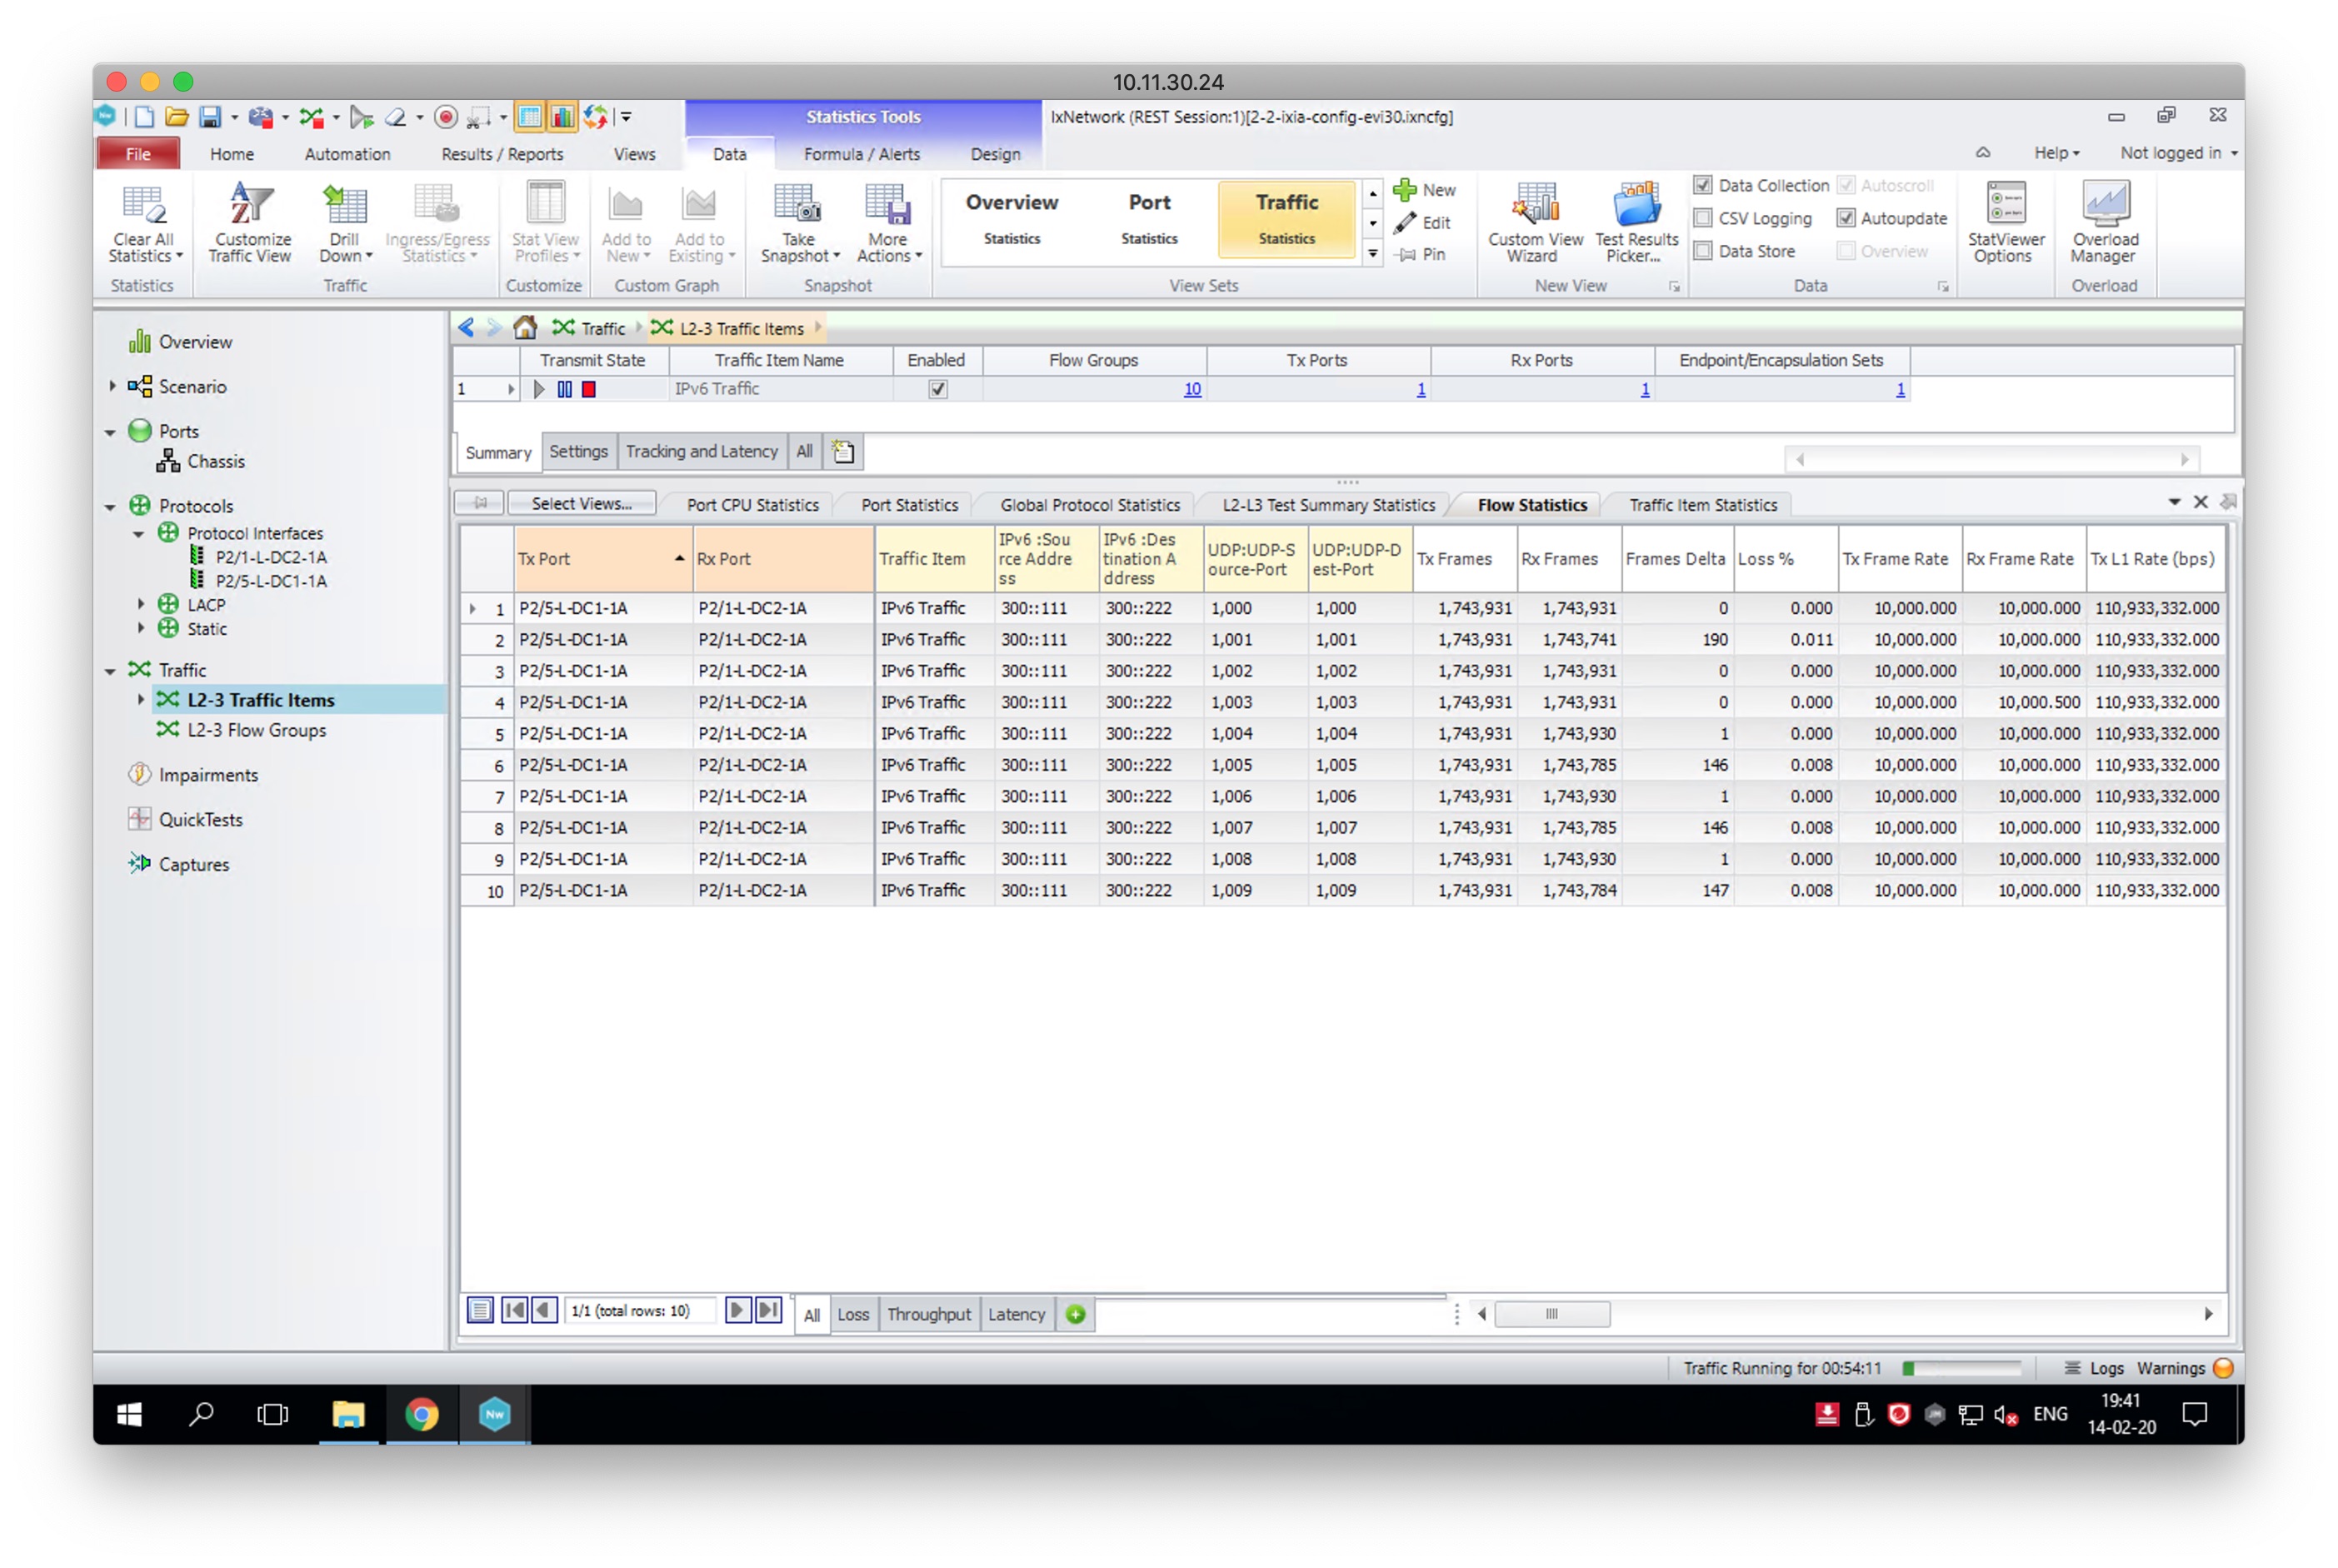 10.11.30.24
Statistics Tools
IxNetwork (REST Session:1)[2-2-ixia-config-evi30.ixncfg]
File Home Automation Results / Reports Views Data Formula / Alerts Design Help Not logged in
Clear All Statistics
Customize Traffic View
Drill Down
Ingress/Egress Statistics
Stat View Profiles
Add to New
Add to Existing
Take Snapshot
More Actions
Overview Statistics
Port Statistics
Traffic Statistics
New
Edit
Pin
Custom View Wizard
Test Results Picker...
Data Collection Autoscroll
CSV Logging Autoupdate
Data Store Overview
StatViewer Options
Overload Manager
Statistics Traffic Customize Custom Graph Snapshot View Sets New View Data Overload
Overview
Scenario
Ports
Chassis
Protocols
Protocol Interfaces
P2/1-L-DC2-1A
P2/5-L-DC1-1A
LACP
Static
Traffic
L2-3 Traffic Items
L2-3 Flow Groups
Impairments
QuickTests
Captures
Traffic L2-3 Traffic Items
Transmit State Traffic Item Name Enabled Flow Groups Tx Ports Rx Ports Endpoint/Encapsulation Sets
1 IPv6 Traffic 10 1 1 1
Summary Settings Tracking and Latency All
Select Views... Port CPU Statistics Port Statistics Global Protocol Statistics L2-L3 Test Summary Statistics Flow Statistics Traffic Item Statistics
Tx Port Rx Port Traffic Item IPv6 :Source Address IPv6 :Destination Address UDP:UDP-Source-Port UDP:UDP-Dest-Port Tx Frames Rx Frames Frames Delta Loss % Tx Frame Rate Rx Frame Rate Tx L1 Rate (bps)
1 P2/5-L-DC1-1A P2/1-L-DC2-1A IPv6 Traffic 300::111 300::222 1,000 1,000 1,743,931 1,743,931 0 0.000 10,000.000 10,000.000 110,933,332.000
2 P2/5-L-DC1-1A P2/1-L-DC2-1A IPv6 Traffic 300::111 300::222 1,001 1,001 1,743,931 1,743,741 190 0.011 10,000.000 10,000.000 110,933,332.000
3 P2/5-L-DC1-1A P2/1-L-DC2-1A IPv6 Traffic 300::111 300::222 1,002 1,002 1,743,931 1,743,931 0 0.000 10,000.000 10,000.000 110,933,332.000
4 P2/5-L-DC1-1A P2/1-L-DC2-1A IPv6 Traffic 300::111 300::222 1,003 1,003 1,743,931 1,743,931 0 0.000 10,000.000 10,000.500 110,933,332.000
5 P2/5-L-DC1-1A P2/1-L-DC2-1A IPv6 Traffic 300::111 300::222 1,004 1,004 1,743,931 1,743,930 1 0.000 10,000.000 10,000.000 110,933,332.000
6 P2/5-L-DC1-1A P2/1-L-DC2-1A IPv6 Traffic 300::111 300::222 1,005 1,005 1,743,931 1,743,785 146 0.008 10,000.000 10,000.000 110,933,332.000
7 P2/5-L-DC1-1A P2/1-L-DC2-1A IPv6 Traffic 300::111 300::222 1,006 1,006 1,743,931 1,743,930 1 0.000 10,000.000 10,000.000 110,933,332.000
8 P2/5-L-DC1-1A P2/1-L-DC2-1A IPv6 Traffic 300::111 300::222 1,007 1,007 1,743,931 1,743,785 146 0.008 10,000.000 10,000.000 110,933,332.000
9 P2/5-L-DC1-1A P2/1-L-DC2-1A IPv6 Traffic 300::111 300::222 1,008 1,008 1,743,931 1,743,930 1 0.000 10,000.000 10,000.000 110,933,332.000
10 P2/5-L-DC1-1A P2/1-L-DC2-1A IPv6 Traffic 300::111 300::222 1,009 1,009 1,743,931 1,743,784 147 0.008 10,000.000 10,000.000 110,933,332.000
1/1 (total rows: 10) All Loss Throughput Latency
Traffic Running for 00:54:11 Logs Warnings
Nw
ENG
19:41
14-02-20